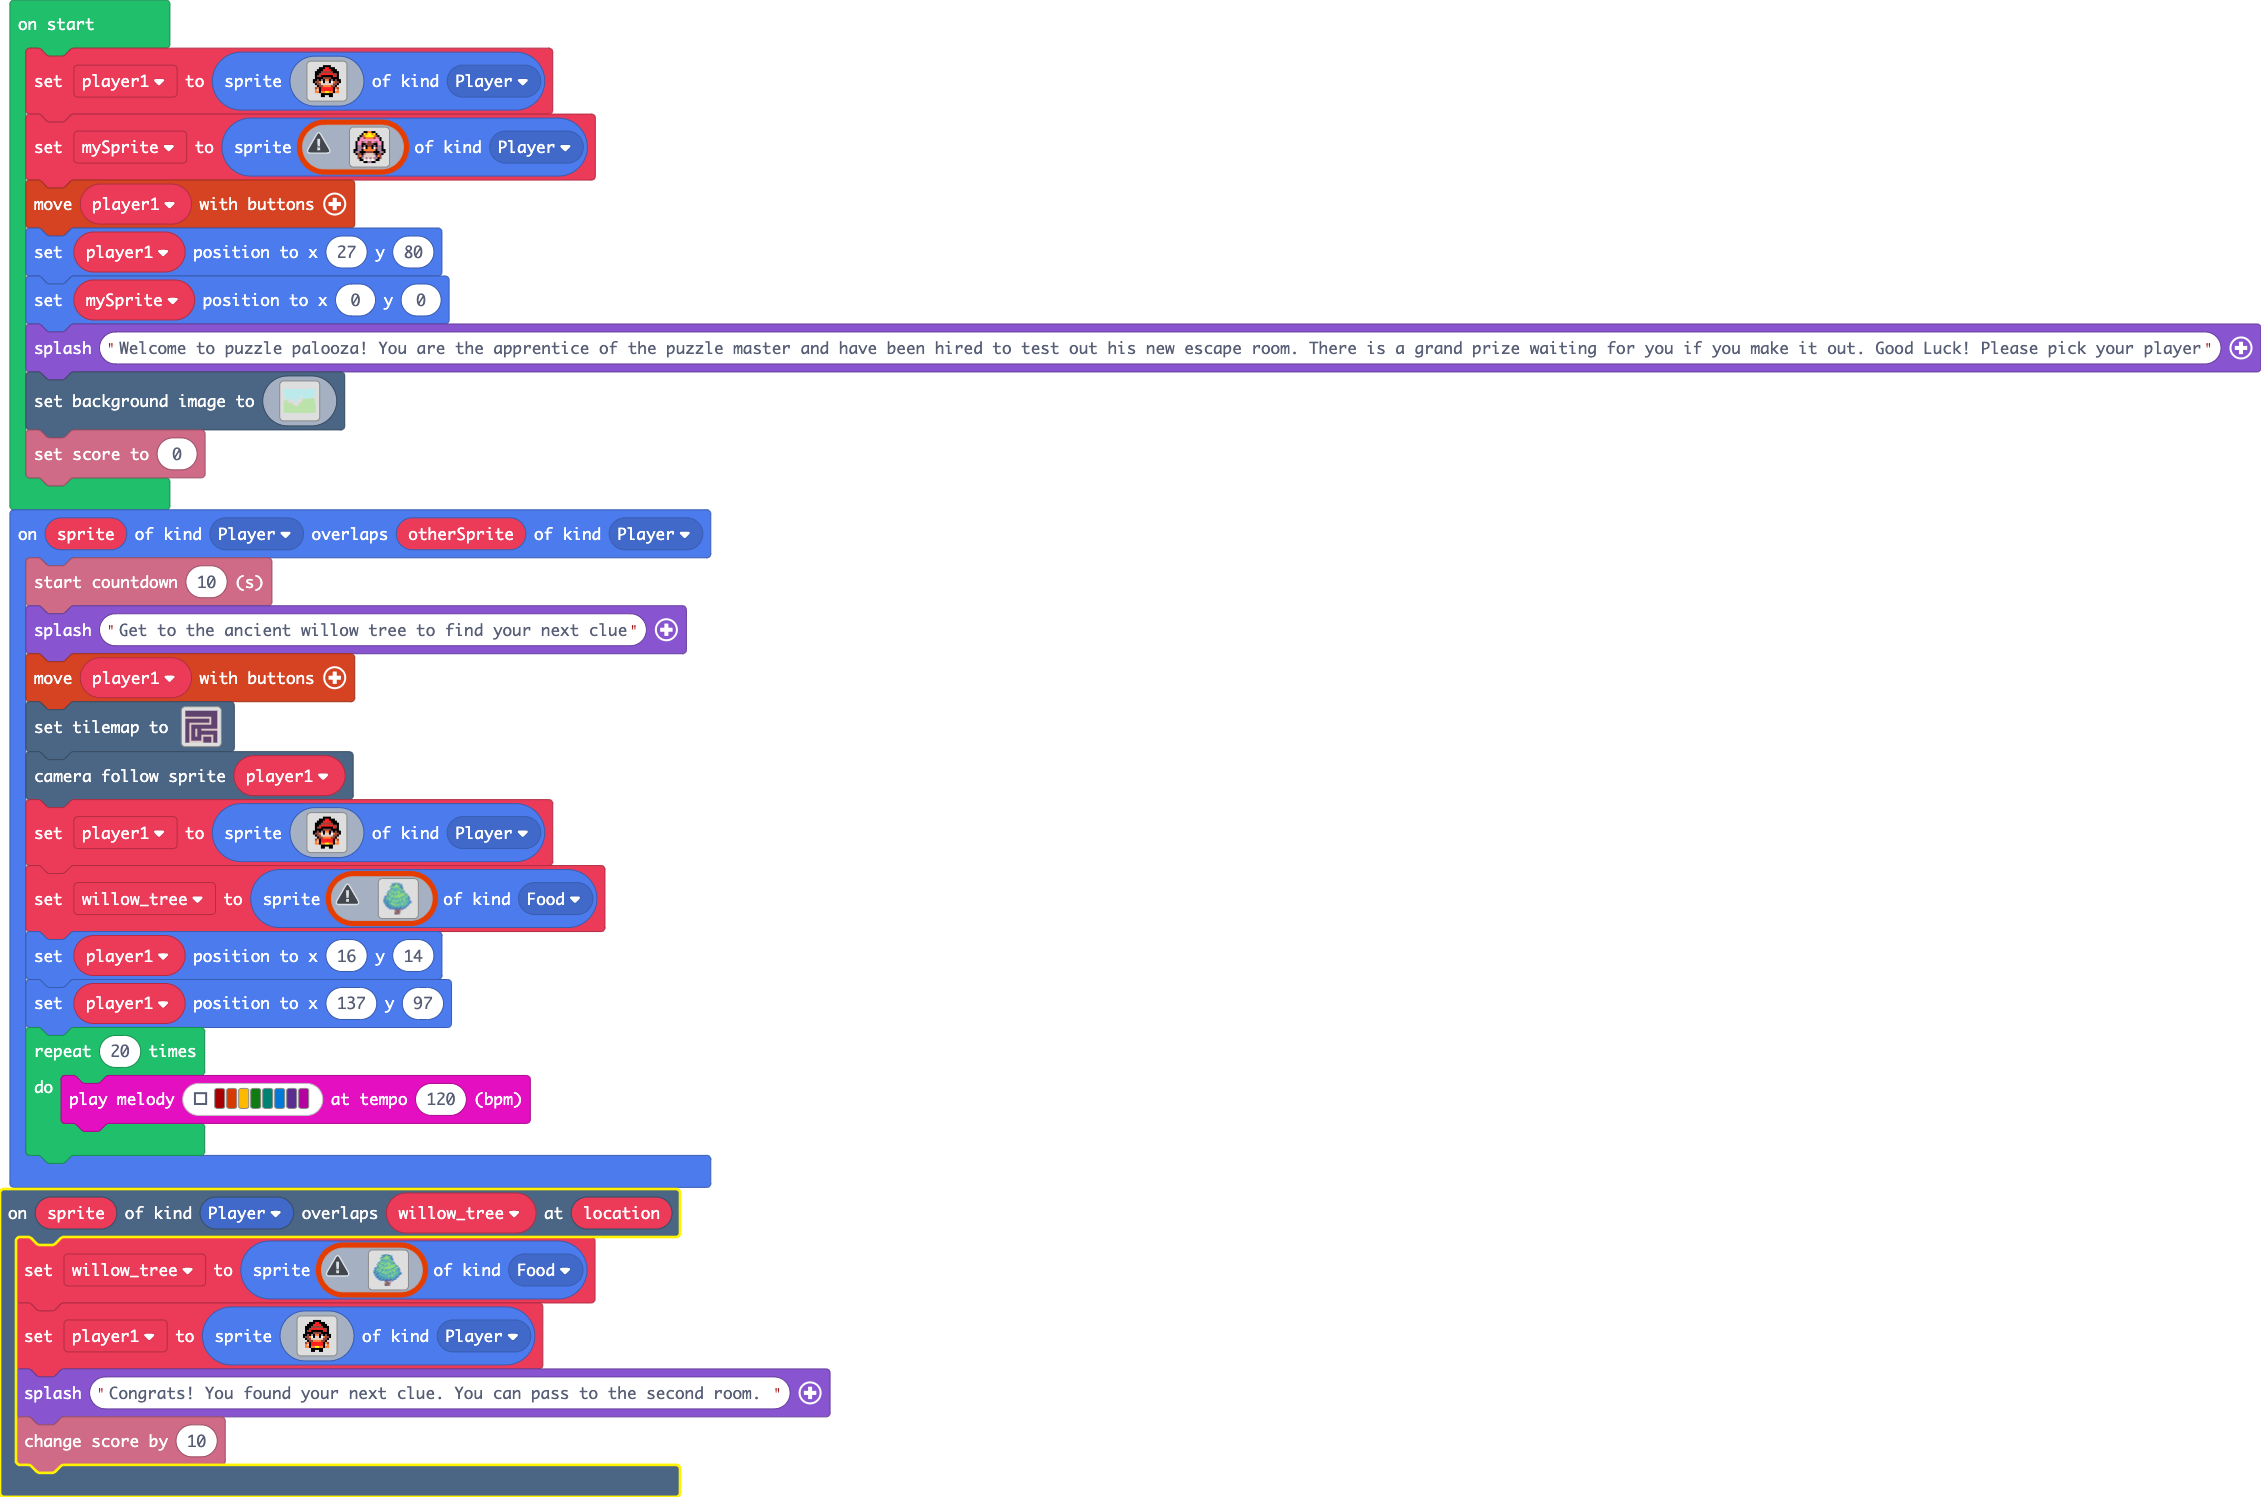 on start
set player1 to sprite of kind Player
set mySprite to sprite of kind Player
move player1 with buttons
set player1 position to x 27 y 80
set mySprite position to x 0 y 0
splash "Welcome to puzzle palooza! You are the apprentice of the puzzle master and have been hired to test out his new escape room. There is a grand prize waiting for you if you make it out. Good Luck! Please pick your player"
set background image to
set score to 0
on sprite of kind Player overlaps otherSprite of kind Player
start countdown 10 (s)
splash "Get to the ancient willow tree to find your next clue"
move player1 with buttons
set tilemap to
camera follow sprite player1
set player1 to sprite of kind Player
set willow_tree to sprite of kind Food
set player1 position to x 16 y 14
set player1 position to x 137 y 97
repeat 20 times
do
play melody at tempo 120 (bpm)
on sprite of kind Player overlaps willow_tree at location
set willow_tree to sprite of kind Food
set player1 to sprite of kind Player
splash "Congrats! You found your next clue. You can pass to the second room. "
change score by 10